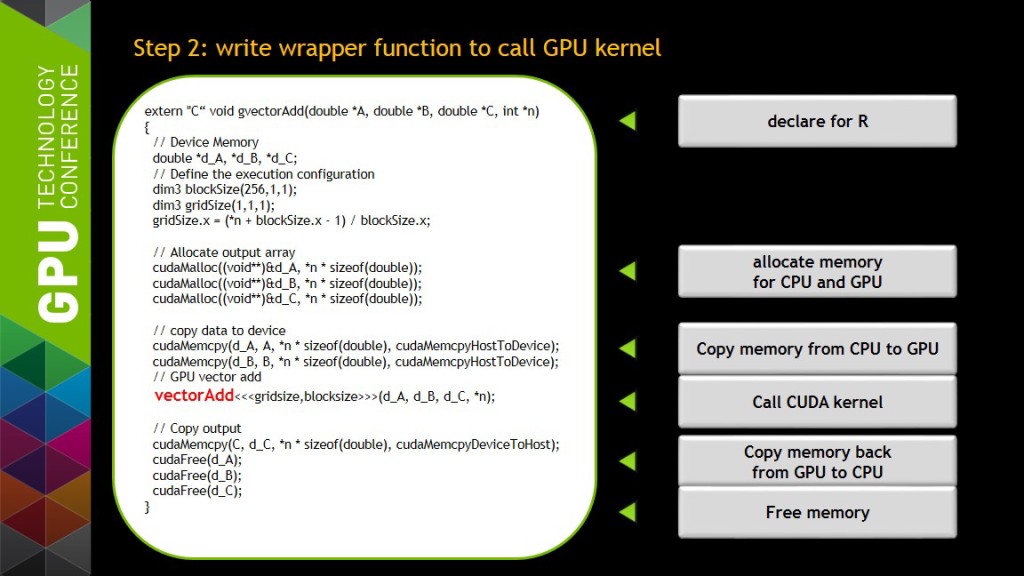 GPU TECHNOLOGY
CONFERENCE
Step 2: write wrapper function to call GPU kernel
extern "C“ void gvectorAdd(double *A, double *B, double *C, int *n)
{
// Device Memory
double *d_A, *d_B, *d_C;
// Define the execution configuration
dim3 blockSize(256,1,1);
dim3 gridSize(1,1,1);
gridSize.x = (*n + blockSize.x - 1) / blockSize.x;
// Allocate output array
cudaMalloc((void**)&d_A, *n * sizeof(double));
cudaMalloc((void**)&d_B, *n * sizeof(double));
cudaMalloc((void**)&d_C, *n * sizeof(double));
// copy data to device
cudaMemcpy(d_A, A, *n * sizeof(double), cudaMemcpyHostToDevice);
cudaMemcpy(d_B, B, *n * sizeof(double), cudaMemcpyHostToDevice);
// GPU vector add
vectorAdd<<<gridsize,blocksize>>>(d_A, d_B, d_C, *n);
// Copy output
cudaMemcpy(C, d_C, *n * sizeof(double), cudaMemcpyDeviceToHost);
cudaFree(d_A);
cudaFree(d_B);
cudaFree(d_C);
}
declare for R
allocate memory
for CPU and GPU
Copy memory from CPU to GPU
Call CUDA kernel
Copy memory back
from GPU to CPU
Free memory